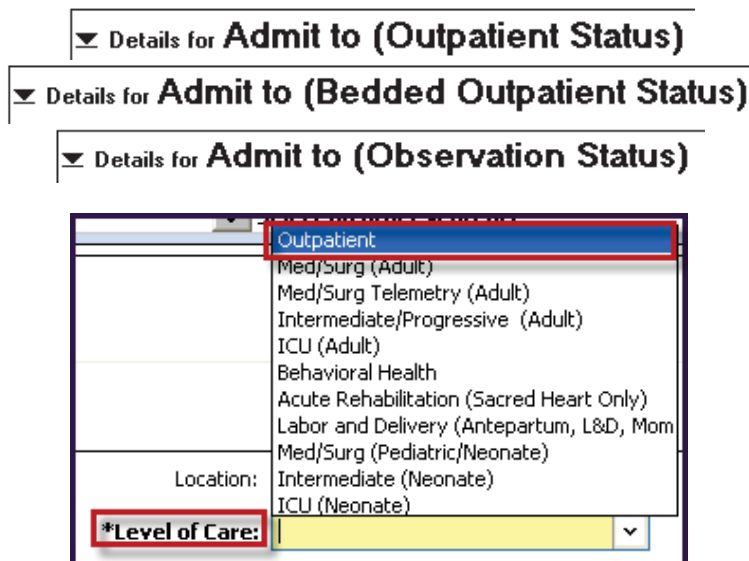 Details for Admit to (Outpatient Status)
Details for Admit to (Bedded Outpatient Status)
Details for Admit to (Observation Status)
Outpatient
Med/Surg (Adult)
Med/Surg Telemetry (Adult)
Intermediate/Progressive (Adult)
ICU (Adult)
Behavioral Health
Acute Rehabilitation (Sacred Heart Only)
Labor and Delivery (Antepartum, L&D, Mom
Med/Surg (Pediatric/Neonate)
Location: Intermediate (Neonate)
ICU (Neonate)
*Level of Care: